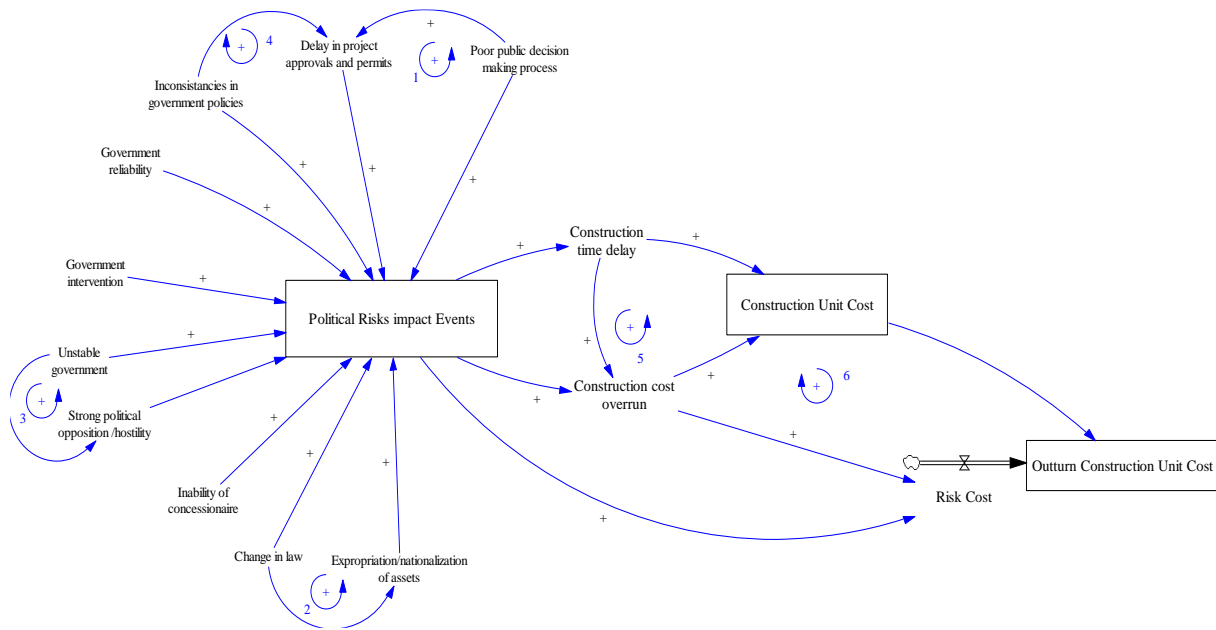 4
+
Delay in project
approvals and permits
+
+
1
Poor public decision
making process
Inconsistancies in
government policies
Government
reliability
+
+
+
+
+
Government
intervention
+
Unstable
government
+
+
3
Strong political
opposition /hostility
+
Political Risks impact Events
+
Construction
time delay
+
Construction Unit Cost
+
5
+
+
Construction cost
overrun
+
+
6
+
Outturn Construction Unit Cost
Risk Cost
+
Inability of
concessionaire
+
+
+
Change in law
Expropriation/nationalization
of assets
+
2